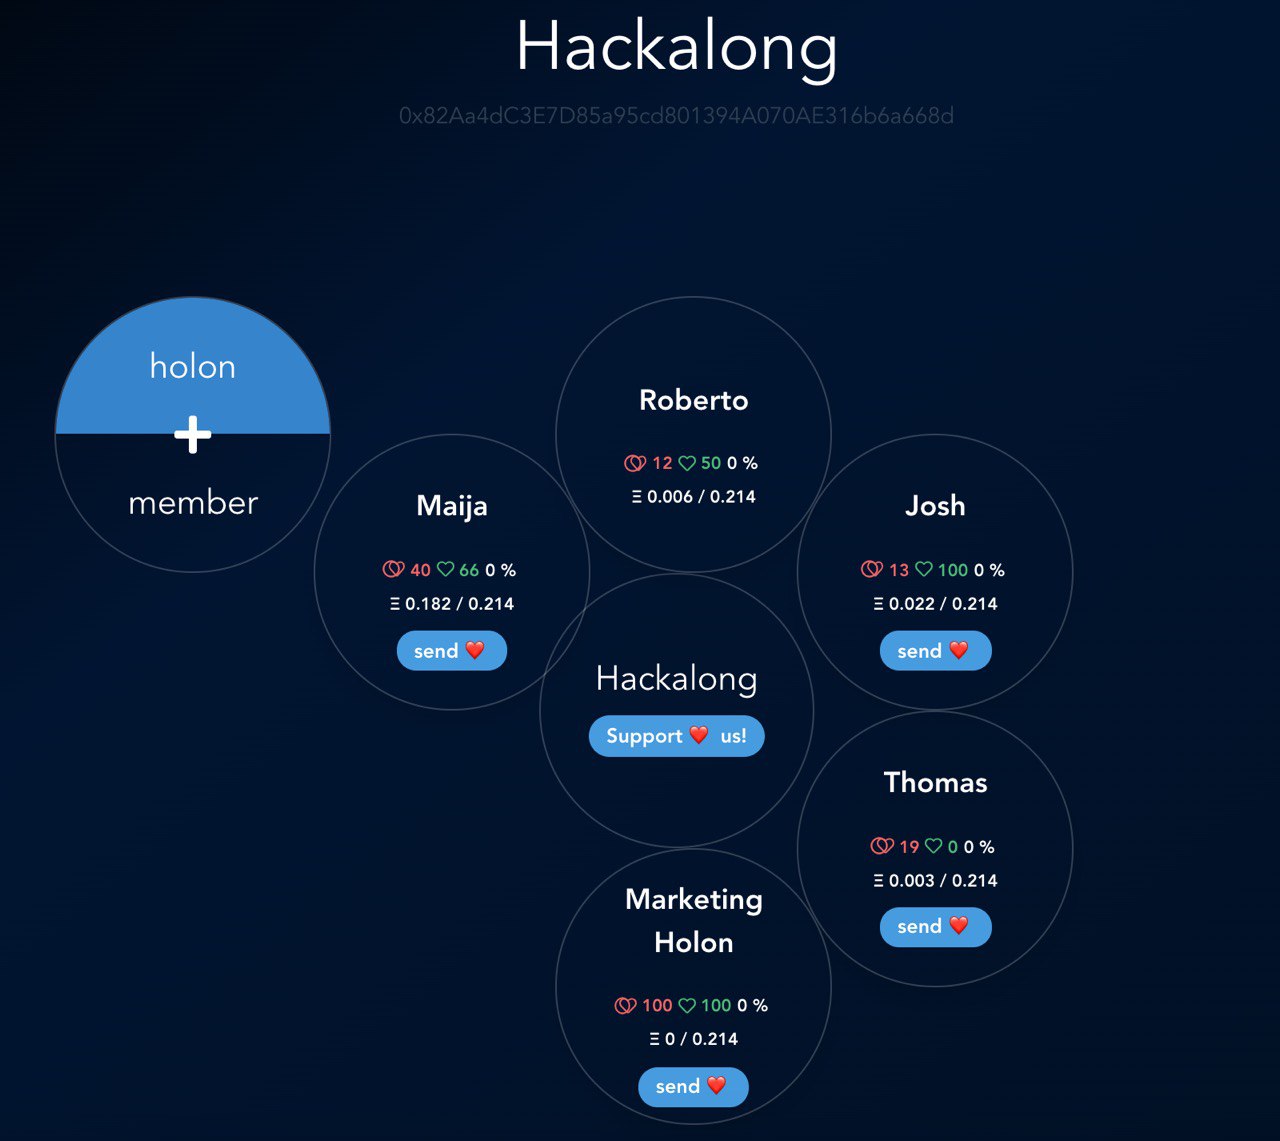 Hackalong
0x82Aa4dC3E7D85a95cd801394A070AE316b6a668d
holon
+
member
Roberto
12 50 0 %
Ξ 0.006 / 0.214
Maija
40 66 0 %
Ξ 0.182 / 0.214
send ❤️
Josh
13 100 0 %
Ξ 0.022 / 0.214
send ❤️
Hackalong
Support ❤️ us!
Thomas
19 0 0 %
Ξ 0.003 / 0.214
send ❤️
Marketing
Holon
100 100 0 %
Ξ 0 / 0.214
send ❤️